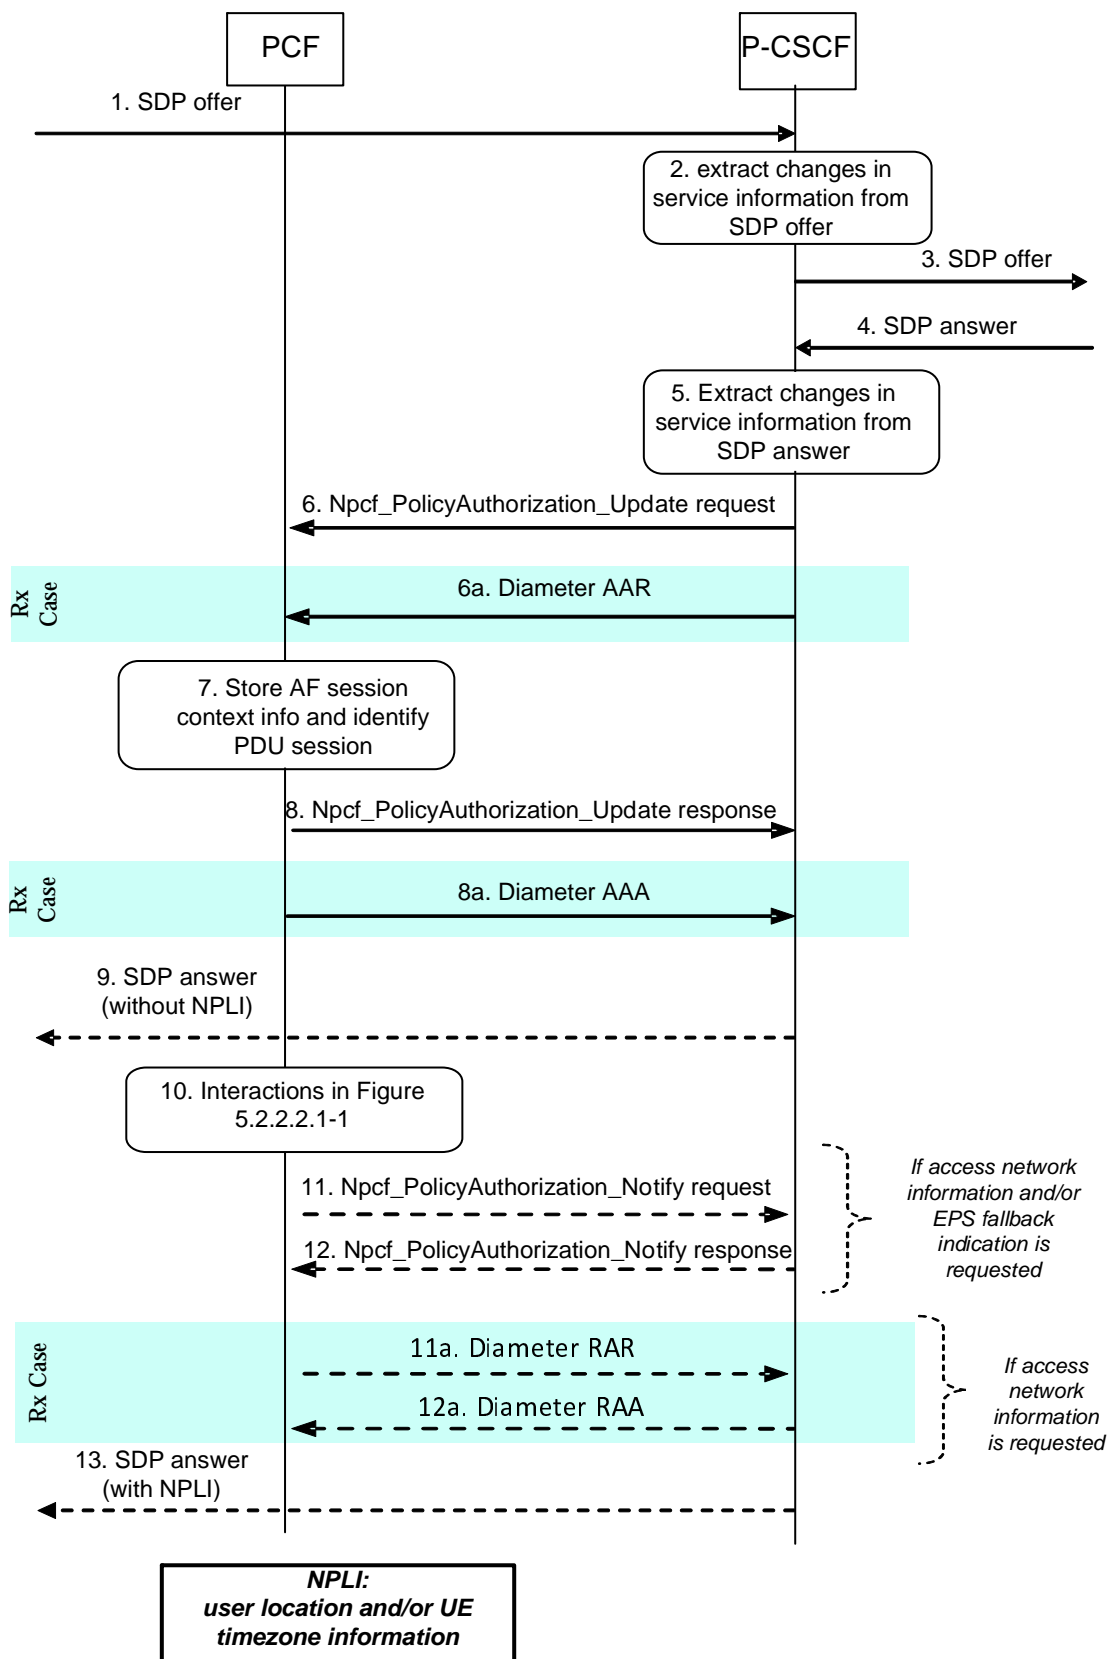 PCF
P-CSCF
1. SDP offer
2. extract changes in
service information from
SDP offer
3. SDP offer
4. SDP answer
5. Extract changes in
service information from
SDP answer
6. Npcf_PolicyAuthorization_Update request
Rx
Case
6a. Diameter AAR
7. Store AF session
context info and identify
PDU session
8. Npcf_PolicyAuthorization_Update response
Rx
Case
8a. Diameter AAA
9. SDP answer
(without NPLI)
10. Interactions in Figure
5.2.2.2.1-1
11. Npcf_PolicyAuthorization_Notify request
12. Npcf_PolicyAuthorization_Notify response
If access network
information and/or
EPS fallback
indication is
requested
Rx Case
11a. Diameter RAR
12a. Diameter RAA
If access
network
information
is requested
13. SDP answer
(with NPLI)
NPLI:
user location and/or UE
timezone information